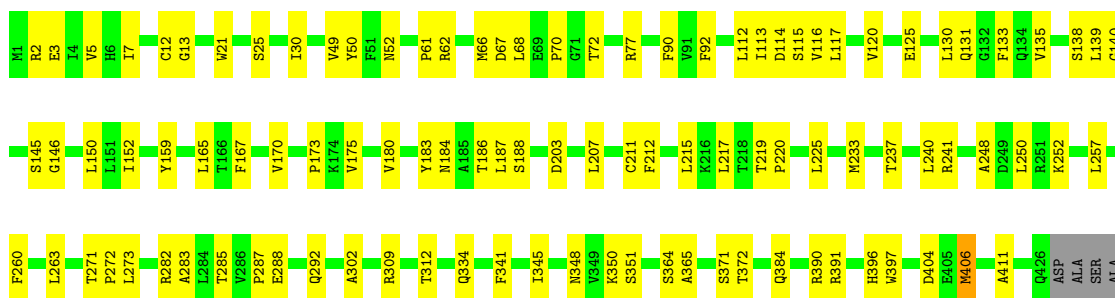 M1 R2 E3 I4 V5 H6 I7 C12 G13 W21 S25 I30 V49 Y50 F51 N52 P61 R62 M66 D67 L68 E69 P70 G71 T72 R77 F90 V91 F92 L112 I113 D114 S115 V116 L117 V120 E125 L130 Q131 G132 F133 Q134 V135 S138 L139
S145 G146 L150 L151 I152 Y159 L165 T166 F167 V170 P173 K174 V175 V180 Y183 N184 A185 T186 L187 S188 D203 L207 C211 F212 L215 K216 L217 T218 T219 P220 L225 M233 T237 L240 R241 A248 D249 L250 R251 K252 L257
F260 L263 T271 P272 L273 R282 A283 L284 T285 V286 P287 E288 Q292 A302 R309 T312 Q334 F341 I345 N348 V349 K350 S351 S364 A365 S371 T372 Q384 R390 R391 H396 W397 D404 E405 M406 A411 Q426 ASP ALA SER